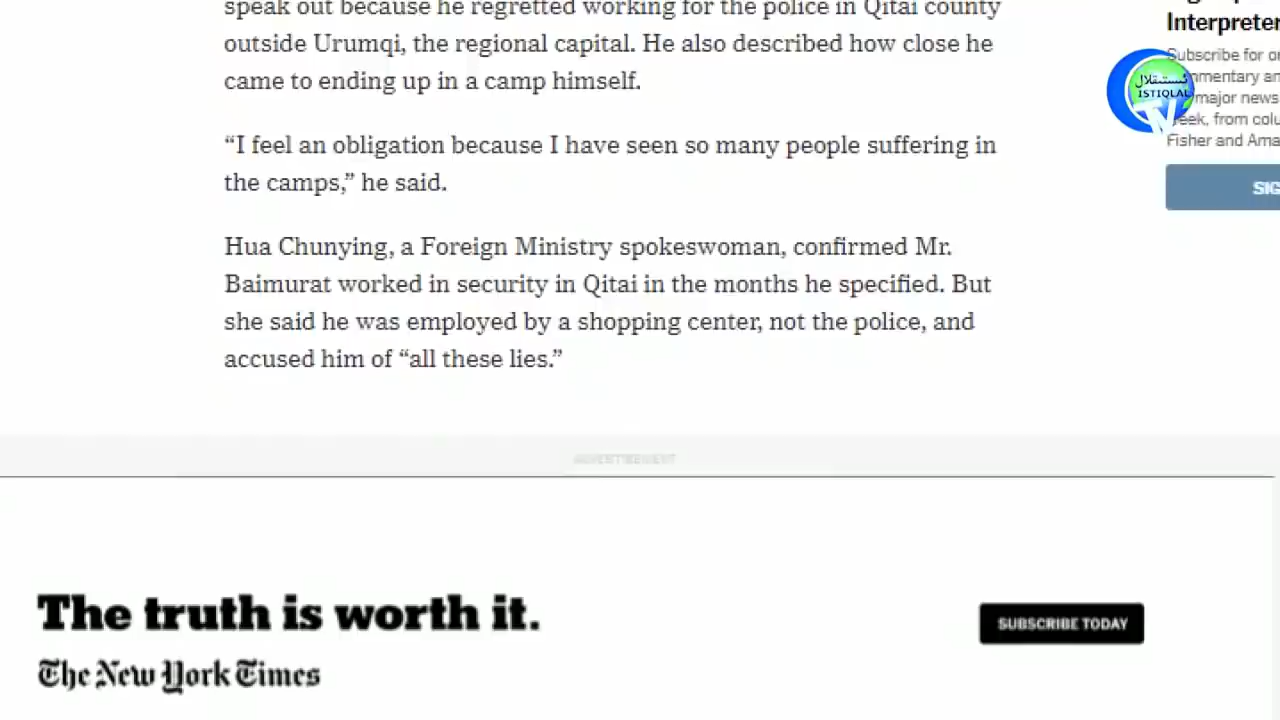 speak out because he regretted working for the police in Qitai county
outside Urumqi, the regional capital. He also described how close he
came to ending up in a camp himself.
“I feel an obligation because I have seen so many people suffering in
the camps,” he said.
Hua Chunying, a Foreign Ministry spokeswoman, confirmed Mr.
Baimurat worked in security in Qitai in the months he specified. But
she said he was employed by a shopping center, not the police, and
accused him of “all these lies.”
Interpreter
Subscribe for
major news
Fisher and
SIG
ئىستىقلال
ISTIQLAL
TV
ADVERTISEMENT
The truth is worth it.
The New York Times
SUBSCRIBE TODAY